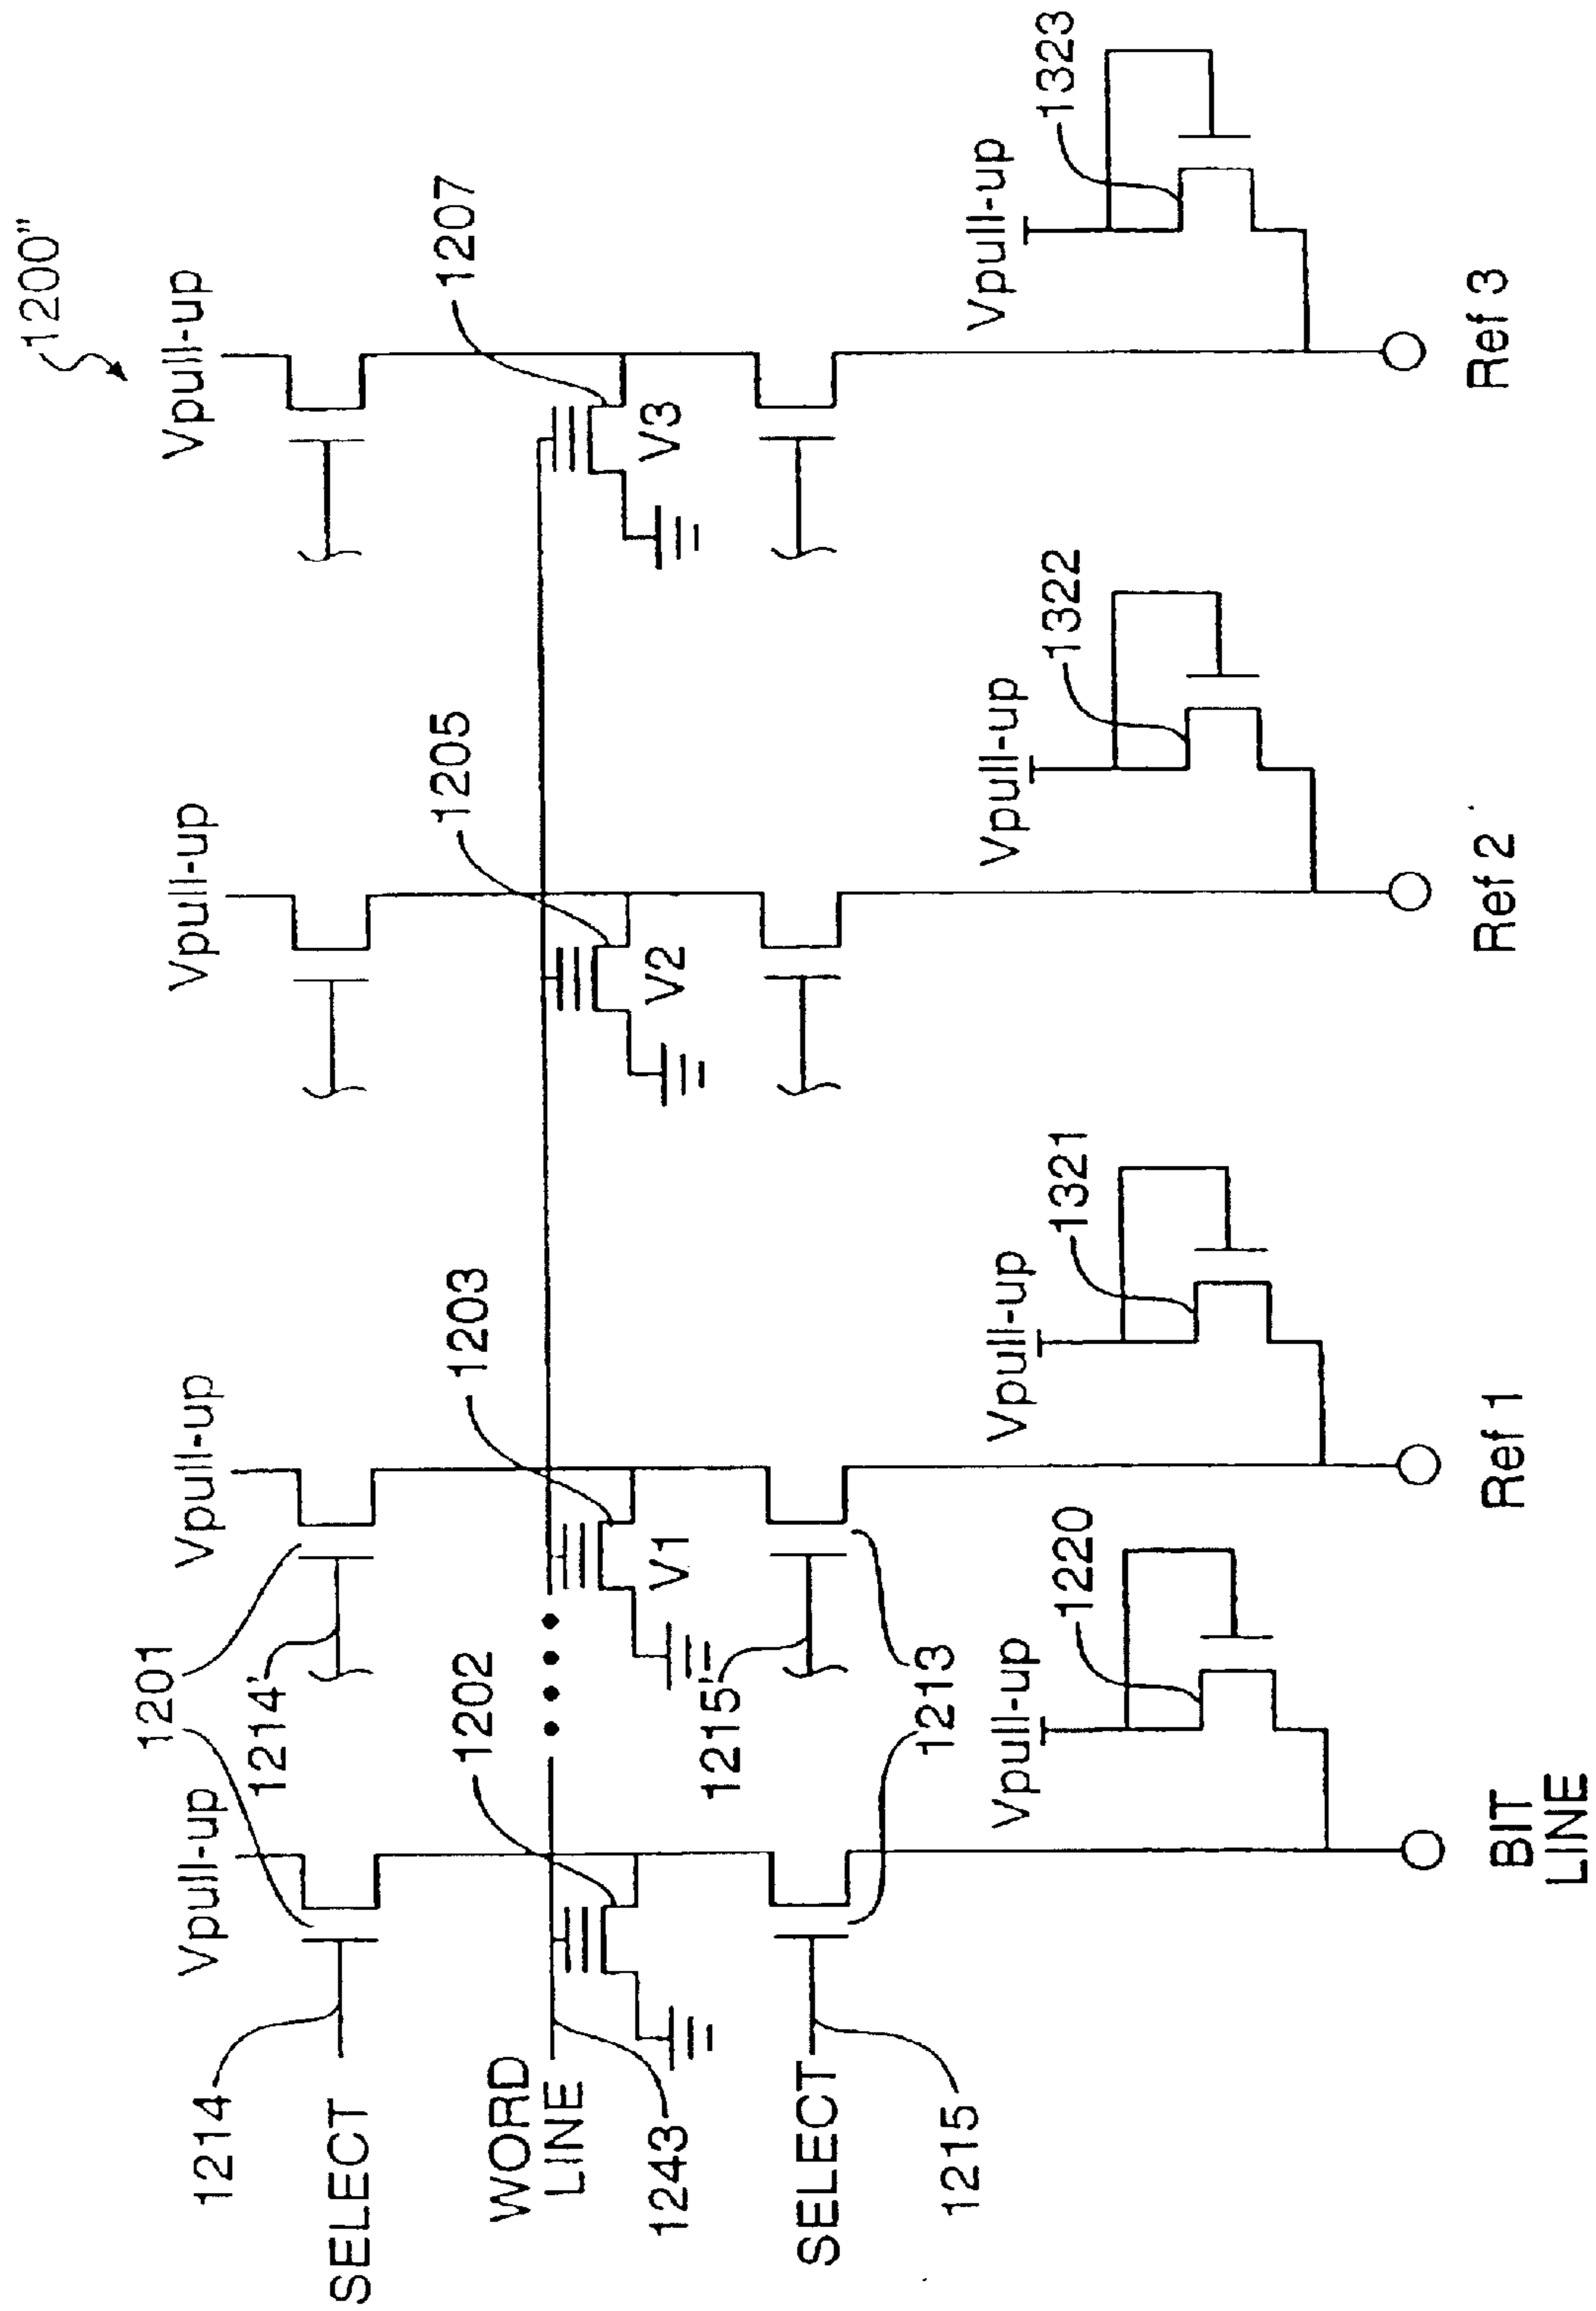 1200"
Vpull-up
Vpull-up
Vpull-up
Vpull-up
1201
1214
1214'
SELECT
1207
1205
1203
1202
WORD
LINE
V1
V2
V3
1243
1215'
SELECT
1213
1215
Vpull-up
Vpull-up
Vpull-up
Vpull-up
1220
1321
1322
1323
BIT
LINE
Ref 1
Ref 2
Ref 3